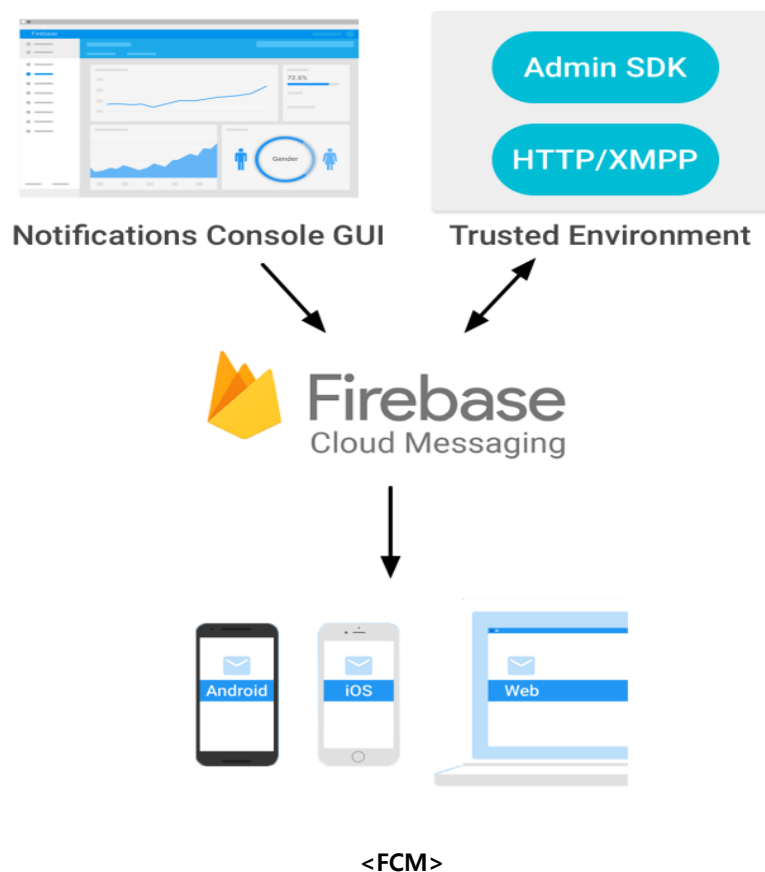 Firebase
72.6%
Gender
Admin SDK
HTTP/XMPP
Notifications Console GUI
Trusted Environment
Firebase
Cloud Messaging
Android
iOS
Web
<FCM>